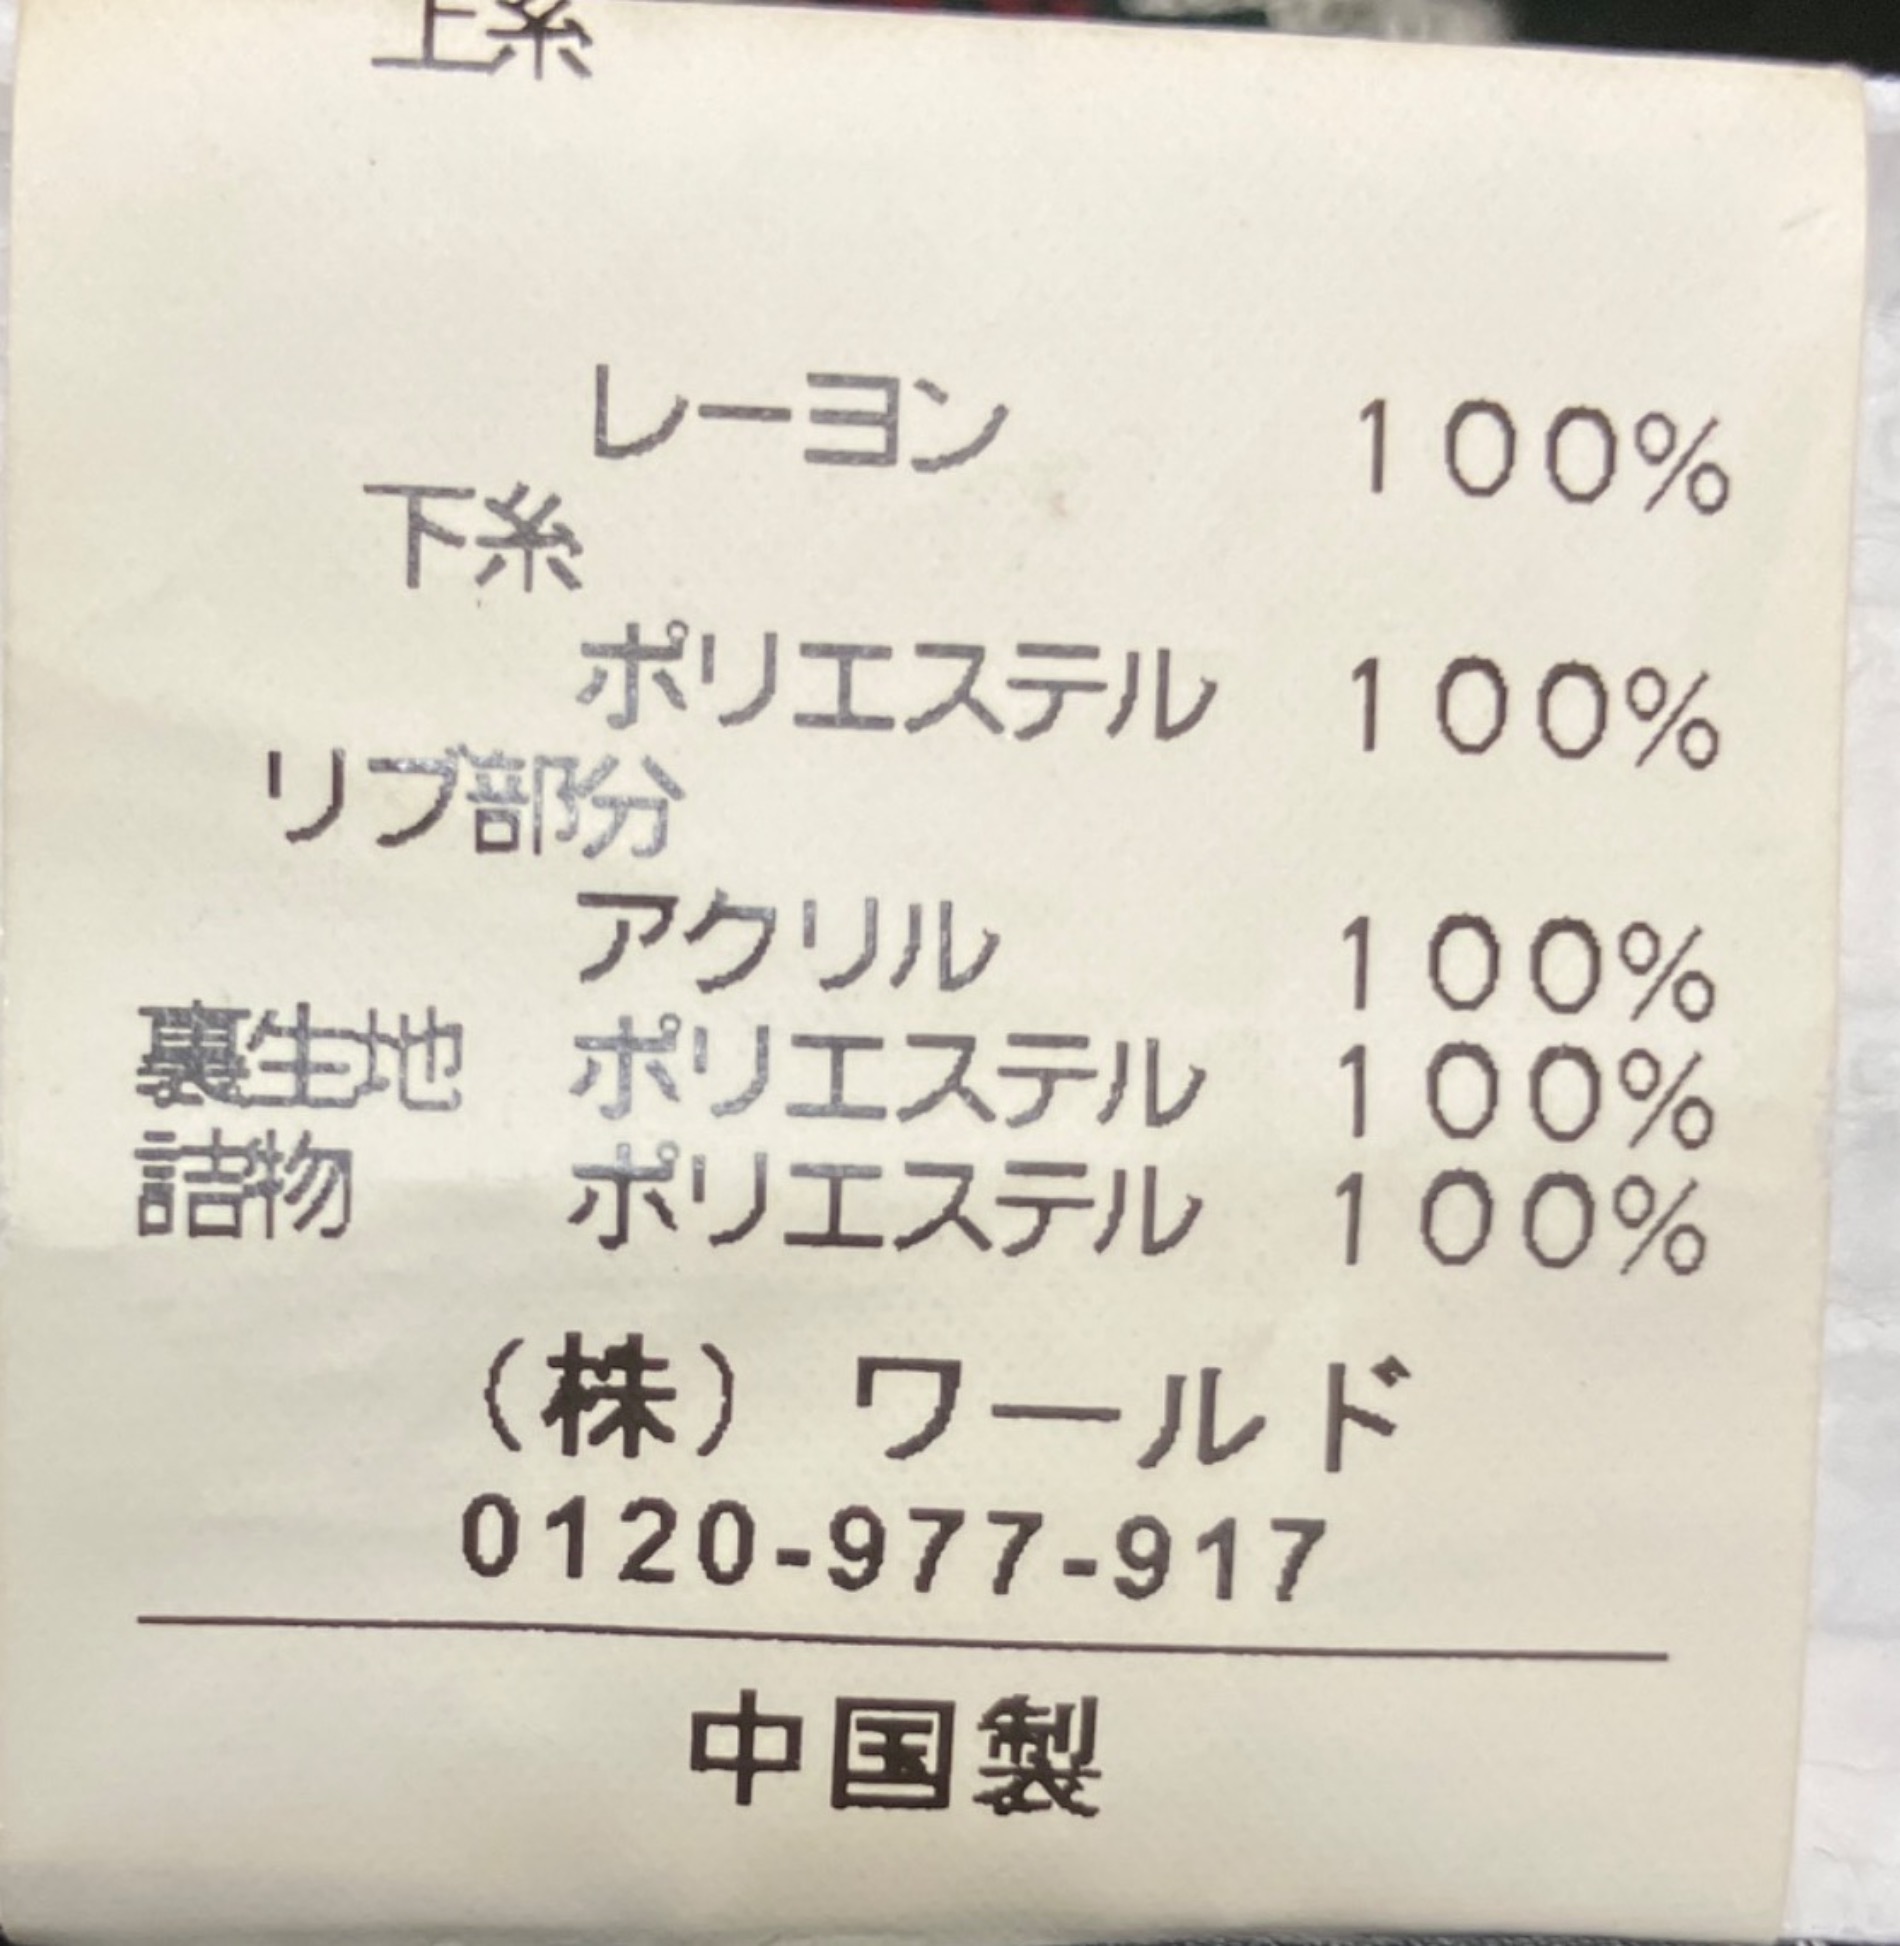 上糸
レーヨン 100%
下糸
ポリエステル 100%
リブ部分
アクリル 100%
裏生地 ポリエステル 100%
詰物 ポリエステル 100%
(株) ワールド
0120-977-917
中国製